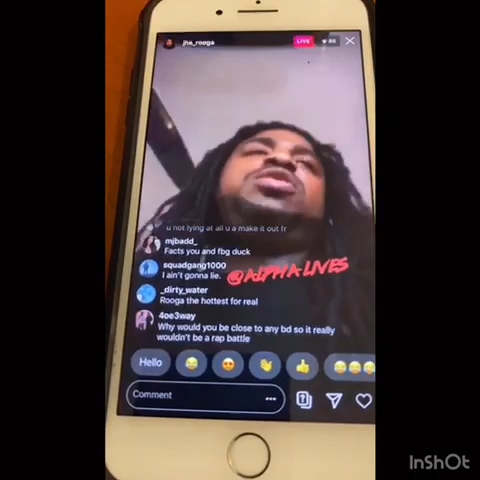 jha_rooga
LIVE
86
u not lying at all u a make it out fr
mjbadd_
Facts you and fbg duck
squadgang1000
I ain't gonna lie.
@ALPHALIVES
_dirty_water
Rooga the hottest for real
4oe3way
Why would you be close to any bd so it really
wouldn't be a rap battle
Hello
Comment
InShOt